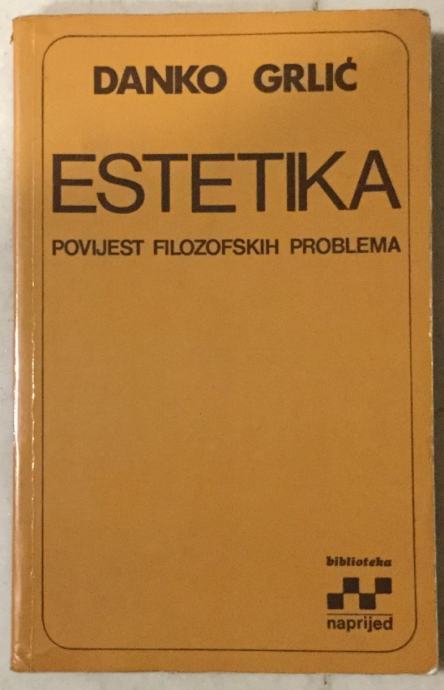 DANKO GRLIĆ
ESTETIKA
POVIJEST FILOZOFSKIH PROBLEMA
biblioteka
naprijed